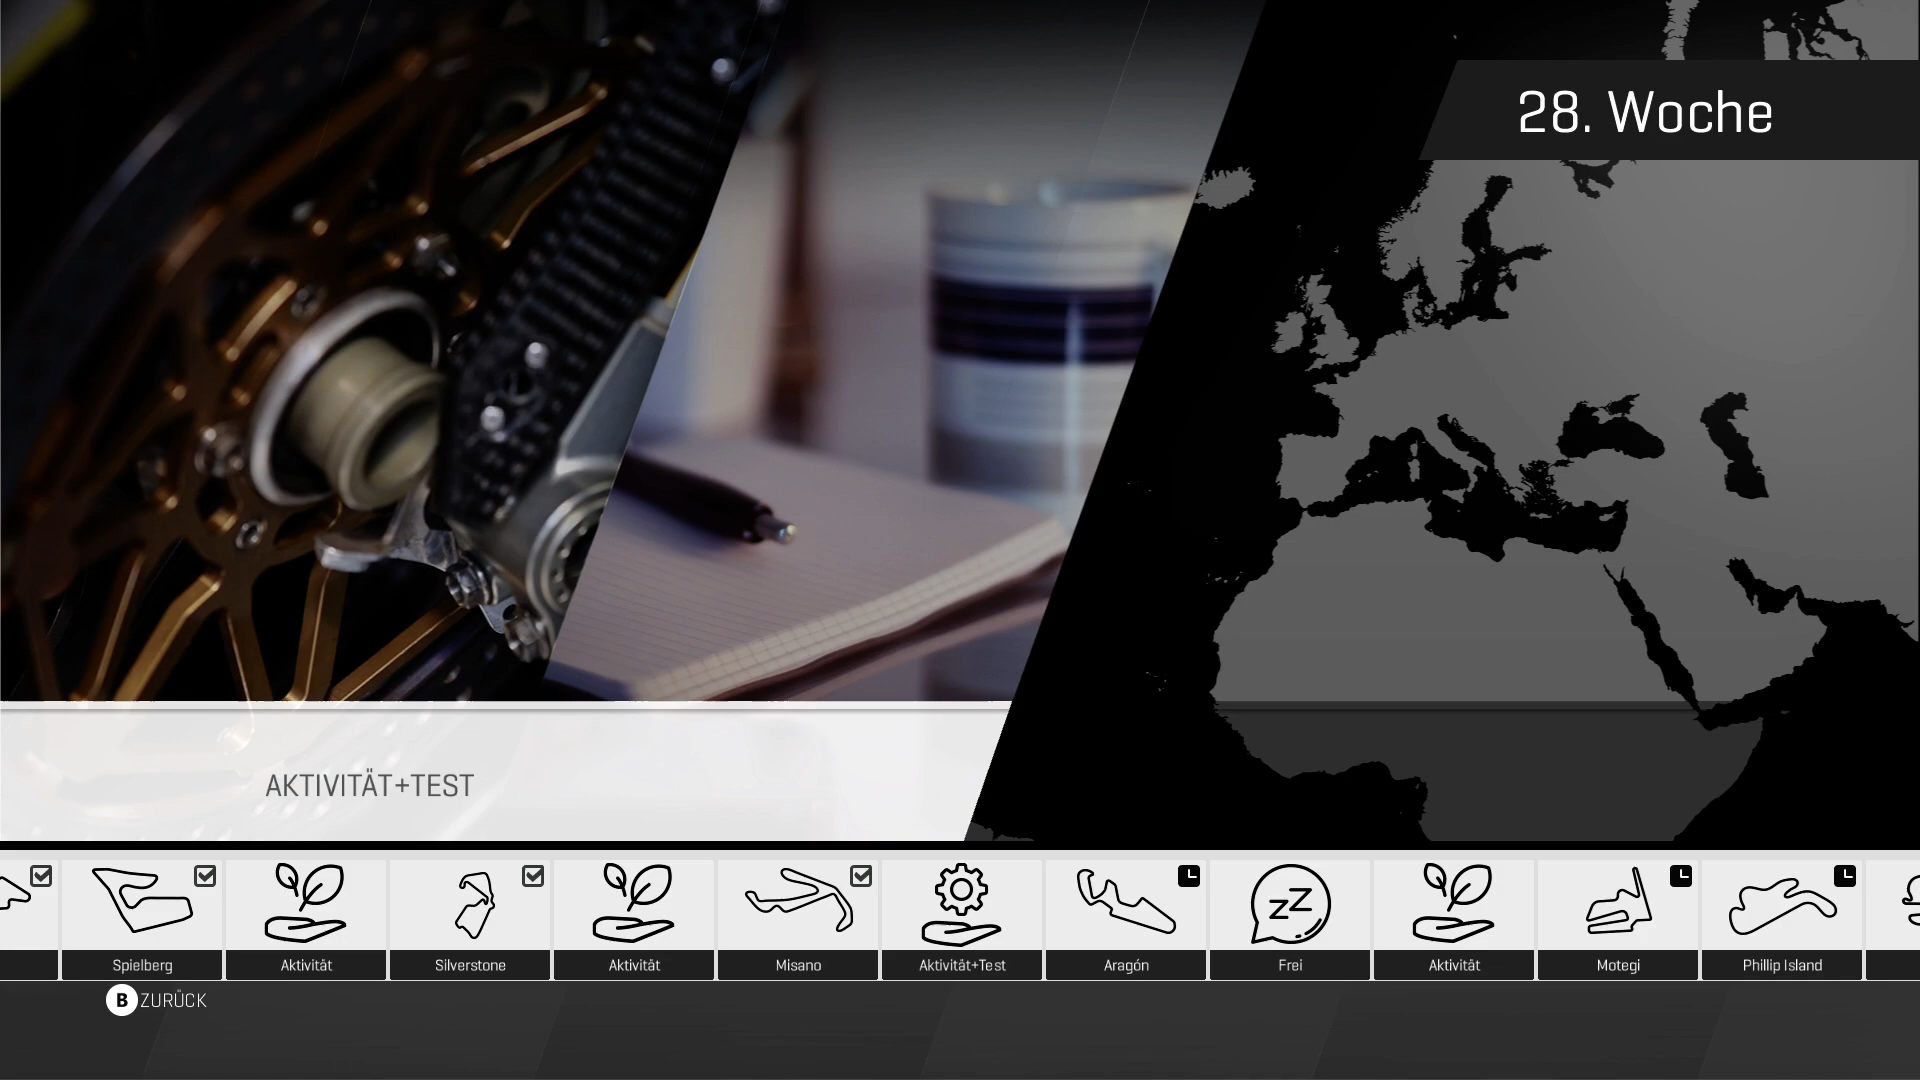 28. Woche
AKTIVITÄT+TEST
Spielberg
Aktivität
Silverstone
Aktivität
Misano
Aktivität+Test
Aragón
Frei
Aktivität
Motegi
Phillip Island
B ZURÜCK